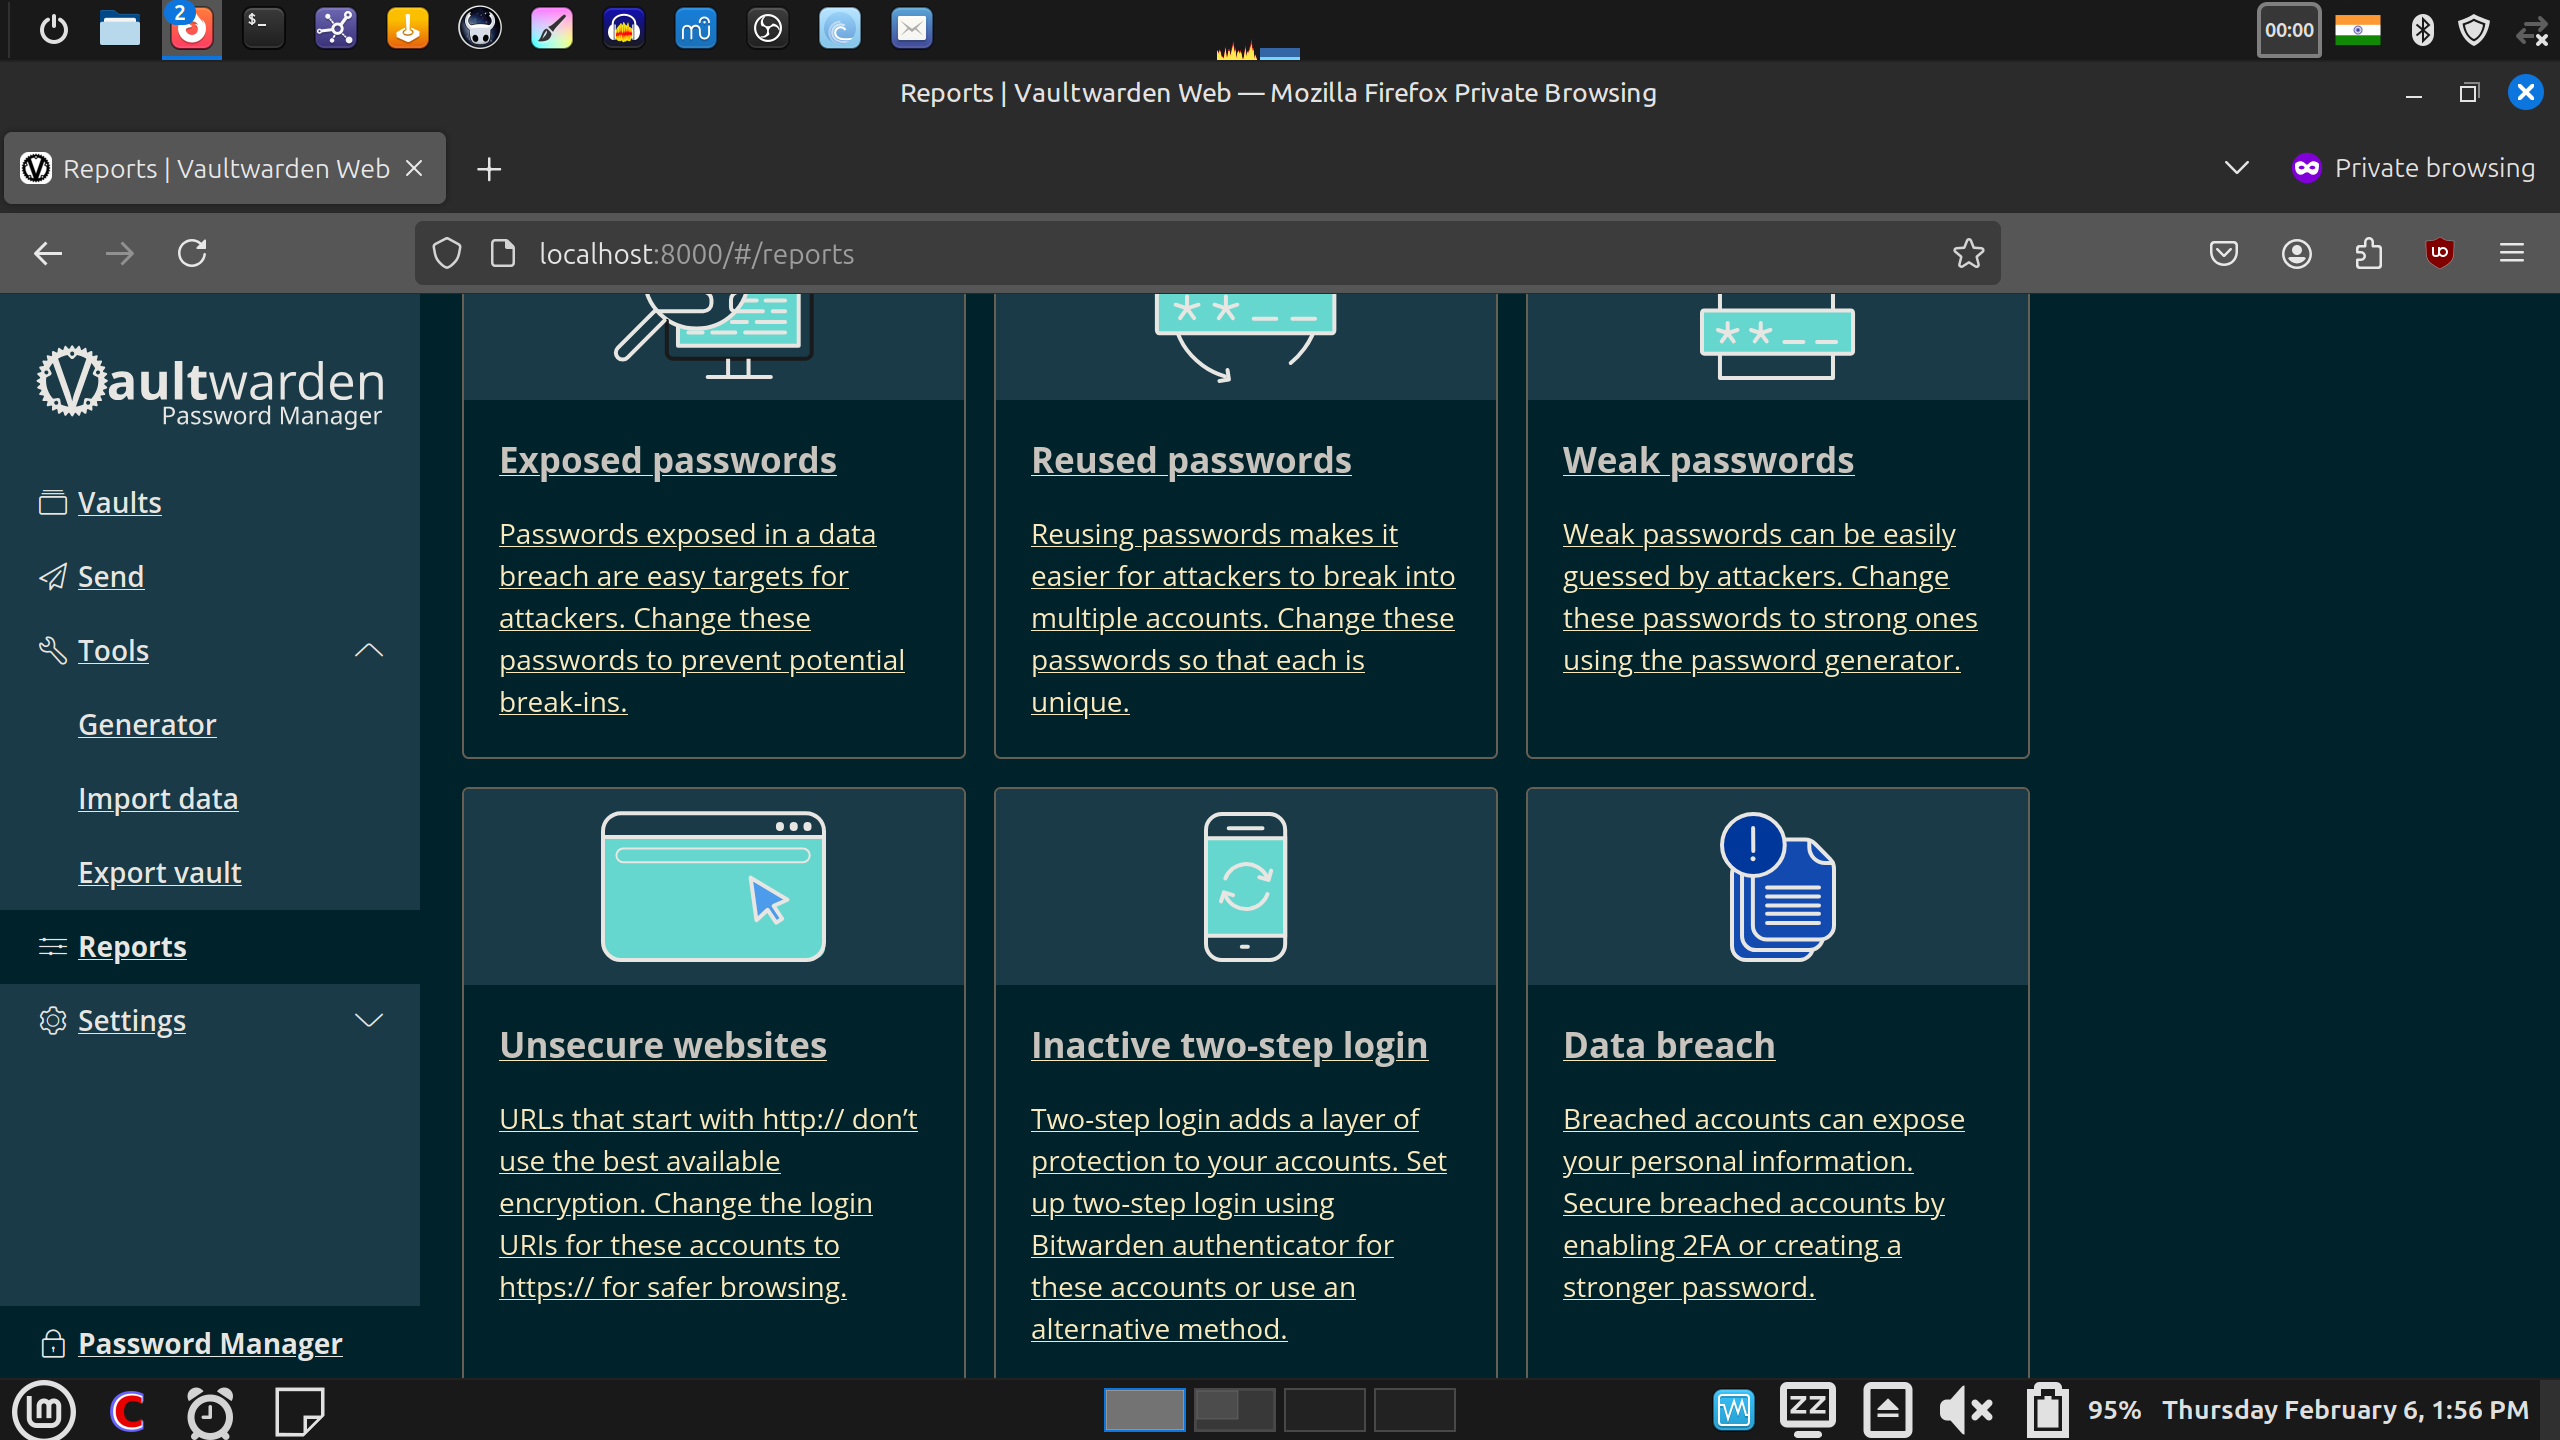 2
$_
00:00
Reports | Vaultwarden Web — Mozilla Firefox Private Browsing
Reports | Vaultwarden Web
Private browsing
localhost:8000/#/reports
Vaultwarden
Password Manager
Vaults
Send
Tools
Generator
Import data
Export vault
Reports
Settings
Password Manager
Exposed passwords
Passwords exposed in a data
breach are easy targets for
attackers. Change these
passwords to prevent potential
break-ins.
Reused passwords
Reusing passwords makes it
easier for attackers to break into
multiple accounts. Change these
passwords so that each is
unique.
Weak passwords
Weak passwords can be easily
guessed by attackers. Change
these passwords to strong ones
using the password generator.
Unsecure websites
URLs that start with http:// don’t
use the best available
encryption. Change the login
URIs for these accounts to
https:// for safer browsing.
Inactive two-step login
Two-step login adds a layer of
protection to your accounts. Set
up two-step login using
Bitwarden authenticator for
these accounts or use an
alternative method.
Data breach
Breached accounts can expose
your personal information.
Secure breached accounts by
enabling 2FA or creating a
stronger password.
95%
Thursday February 6, 1:56 PM